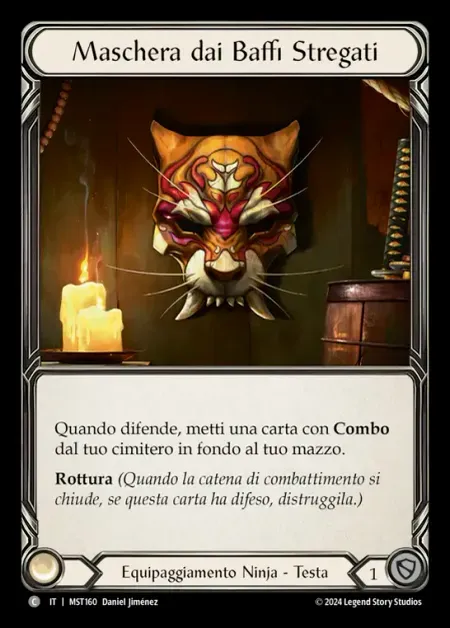 Maschera dai Baffi Stregati
Quando difende, metti una carta con Combo
dal tuo cimitero in fondo al tuo mazzo.
Rottura (Quando la catena di combattimento si
chiude, se questa carta ha difeso, distruggila.)
Equipaggiamento Ninja - Testa
1
C IT | MST160 Daniel Jiménez
© 2024 Legend Story Studios